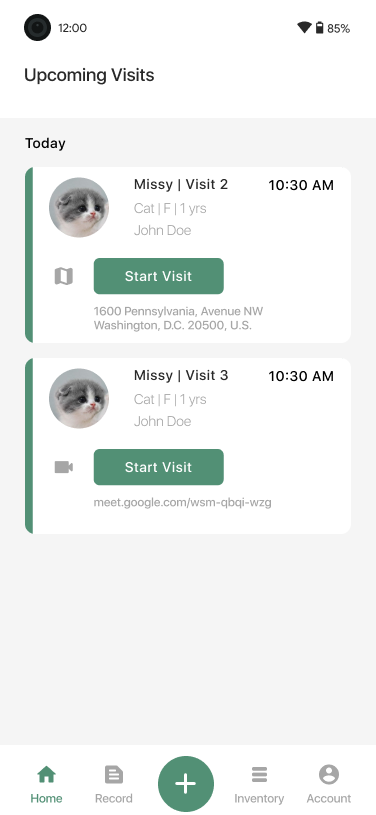 12:00 85%
Upcoming Visits
Today
Missy | Visit 2 10:30 AM
Cat | F | 1 yrs
John Doe
Start Visit
1600 Pennsylvania, Avenue NW
Washington, D.C. 20500, U.S.
Missy | Visit 3 10:30 AM
Cat | F | 1 yrs
John Doe
Start Visit
meet.google.com/wsm-qbqi-wzg
Home Record Inventory Account